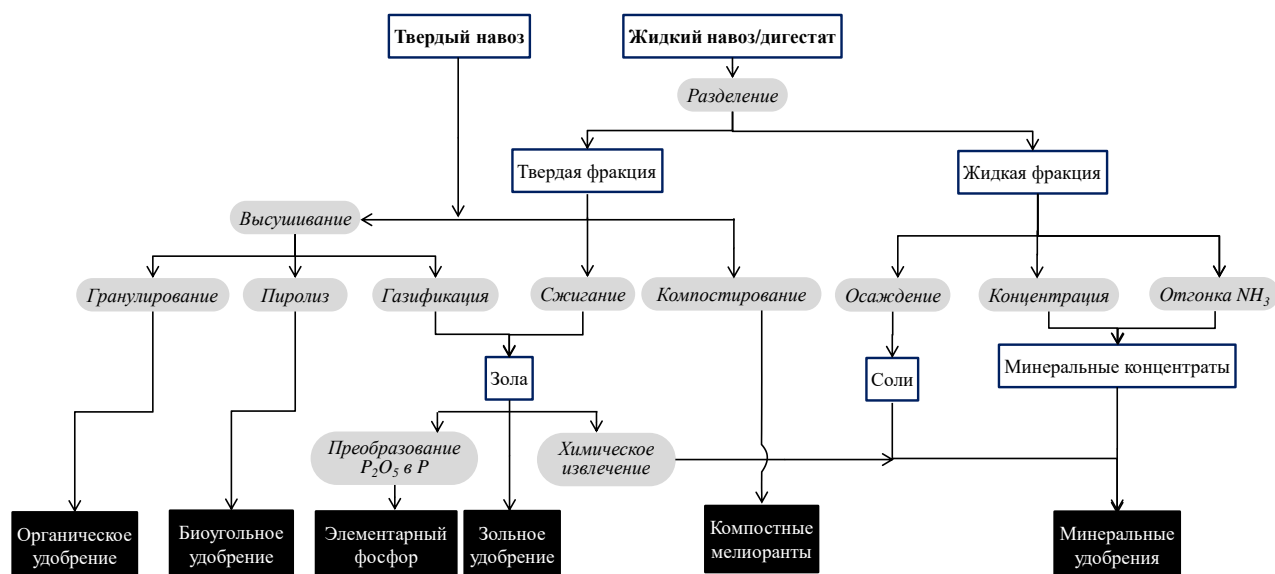 Твердый навоз
Жидкий навоз/дигестат
Разделение
Твердая фракция
Жидкая фракция
Высушивание
Гранулирование
Пиролиз
Газификация
Сжигание
Компостирование
Осаждение
Концентрация
Отгонка NH₃
Зола
Соли
Минеральные концентраты
Преобразование
P₂O₅ в P
Химическое
извлечение
Органическое
удобрение
Биоугольное
удобрение
Элементарный
фосфор
Зольное
удобрение
Компостные
мелиоранты
Минеральные
удобрения